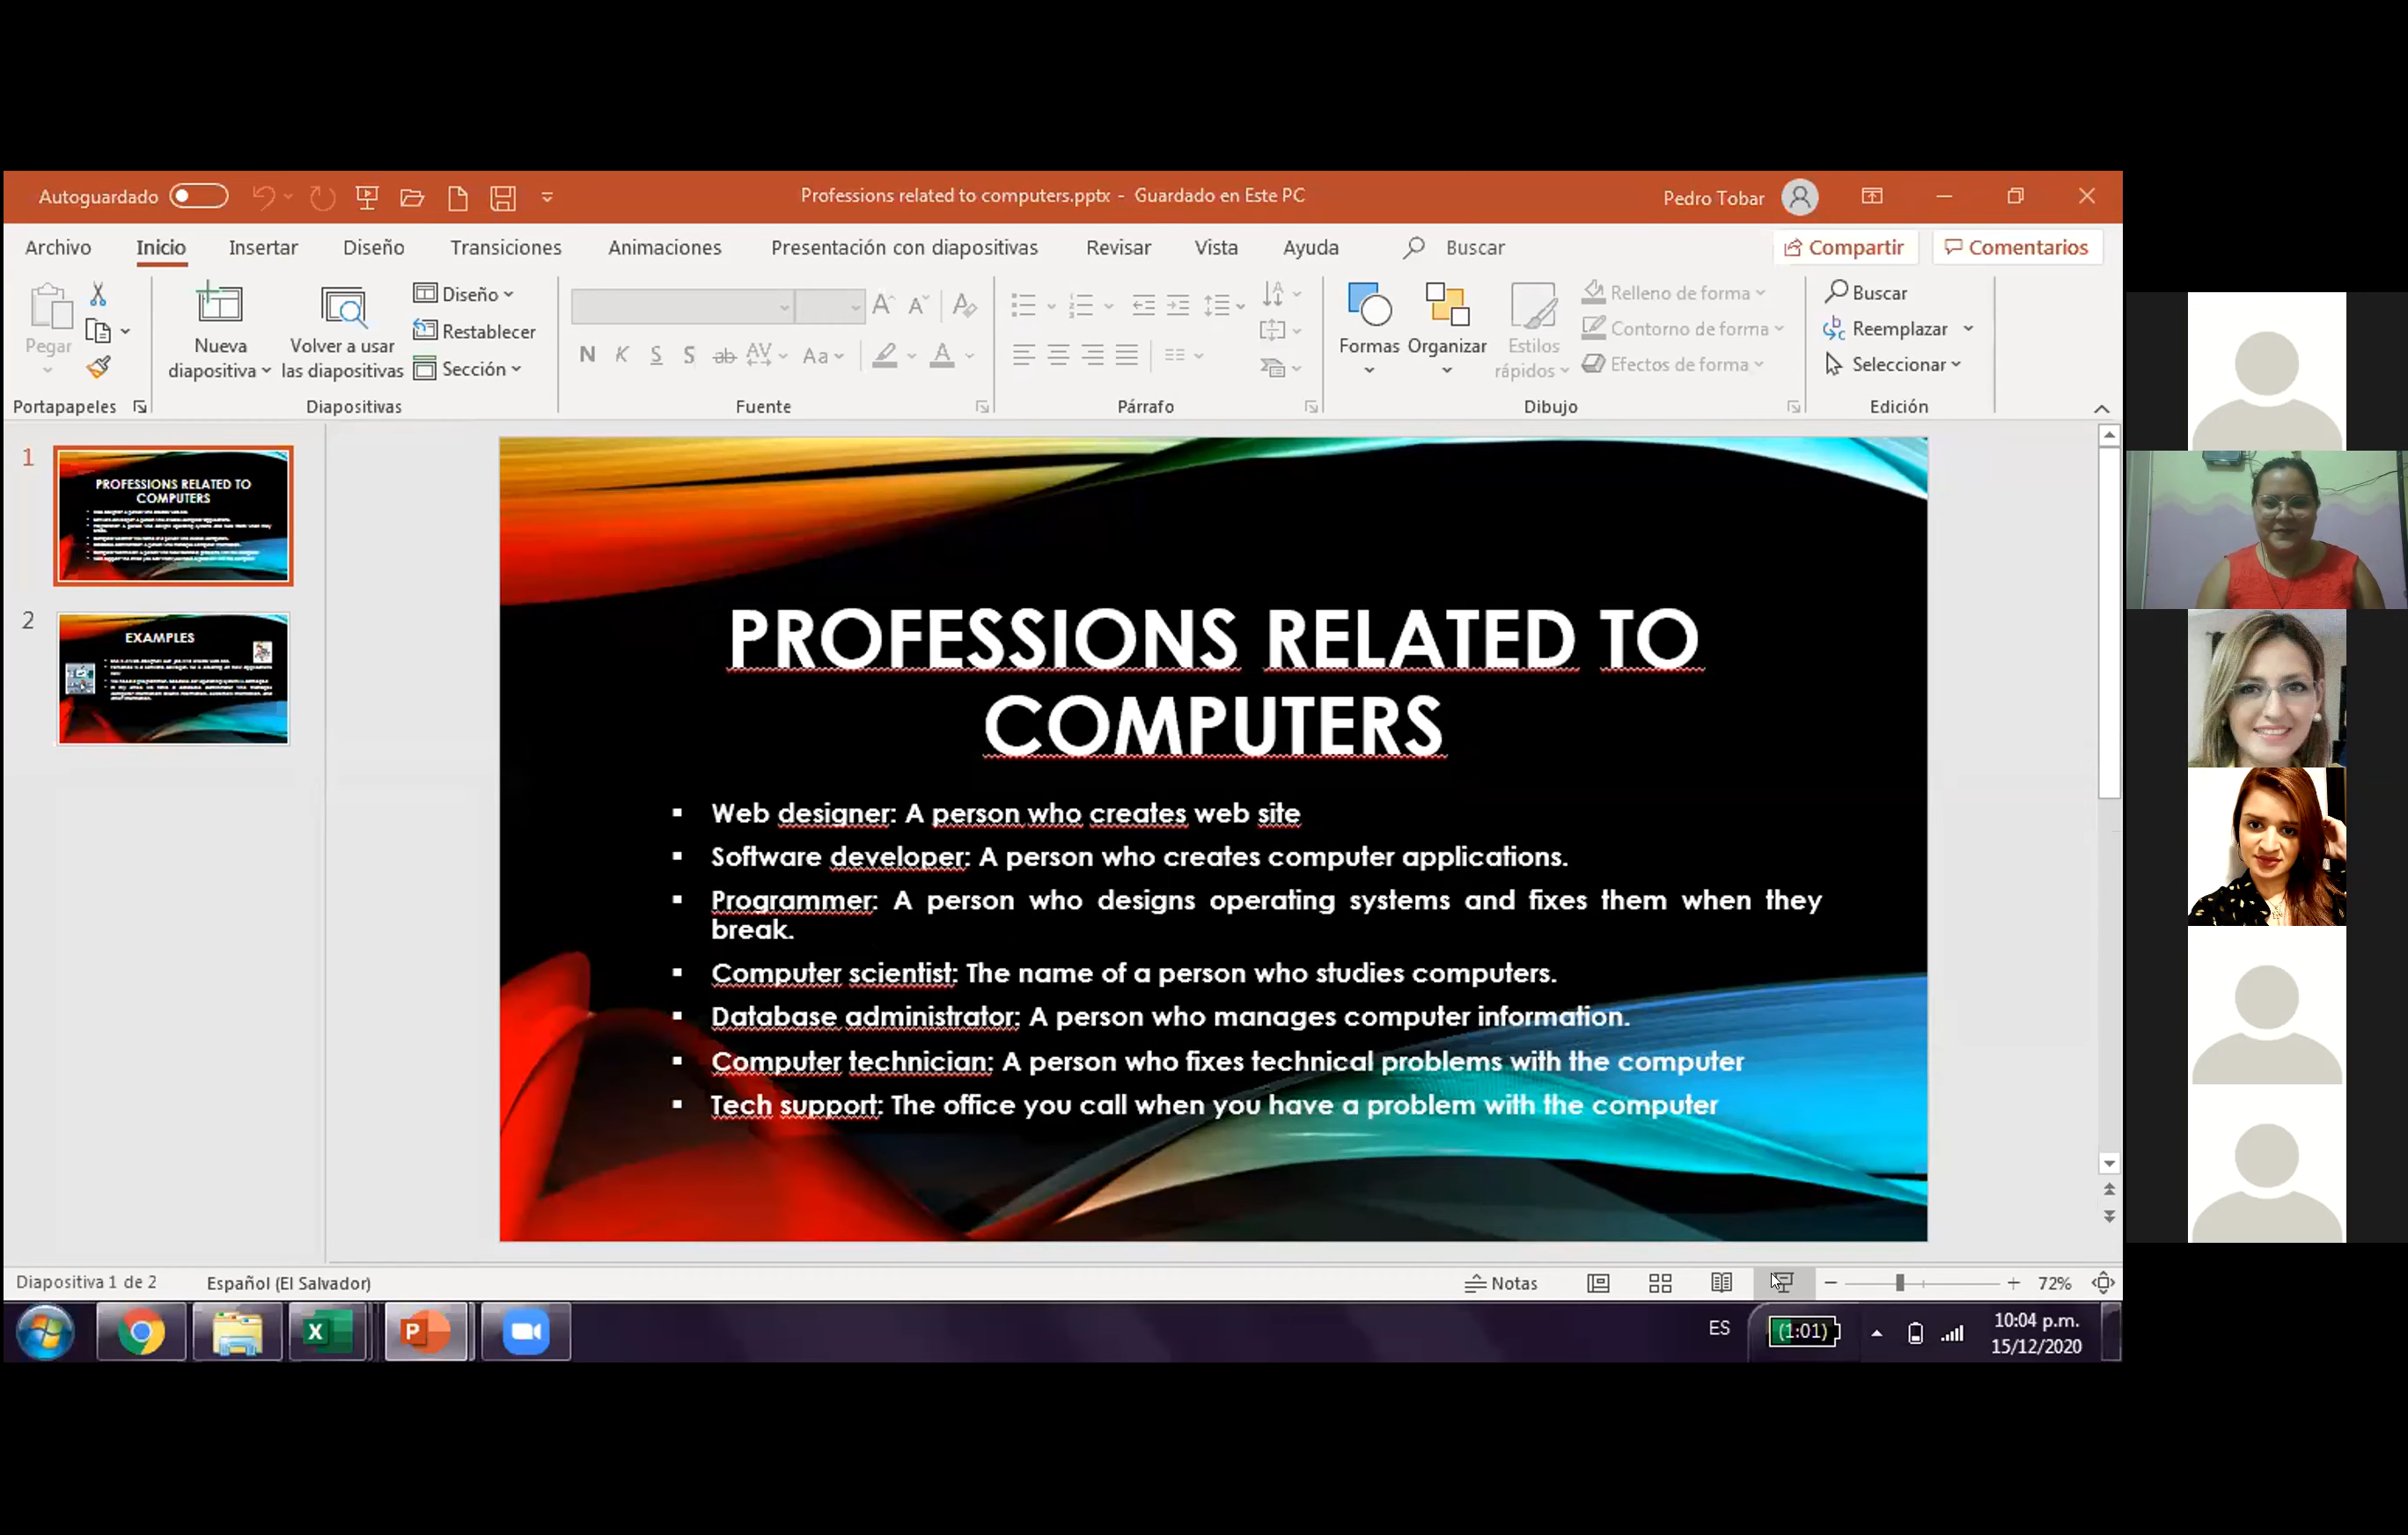 Autoguardado
Professions related to computers.pptx - Guardado en Este PC
Pedro Tobar
Archivo Inicio Insertar Diseño Transiciones Animaciones Presentación con diapositivas Revisar Vista Ayuda Buscar Compartir Comentarios
Pegar
Nueva diapositiva
Volver a usar las diapositivas
Diseño
Restablecer
Sección
N K S S ab AV Aa A
A A A
Formas
Organizar
Estilos rápidos
Relleno de forma
Contorno de forma
Efectos de forma
Buscar
Reemplazar
Seleccionar
Portapapeles Diapositivas Fuente Párrafo Dibujo Edición
1
PROFESSIONS RELATED TO
COMPUTERS
2
EXAMPLES
PROFESSIONS RELATED TO
COMPUTERS
Web designer: A person who creates web site
Software developer: A person who creates computer applications.
Programmer: A person who designs operating systems and fixes them when they
break.
Computer scientist: The name of a person who studies computers.
Database administrator: A person who manages computer information.
Computer technician: A person who fixes technical problems with the computer
Tech support: The office you call when you have a problem with the computer
Diapositiva 1 de 2 Español (El Salvador) Notas 72%
ES (1:01) 10:04 p.m.
15/12/2020